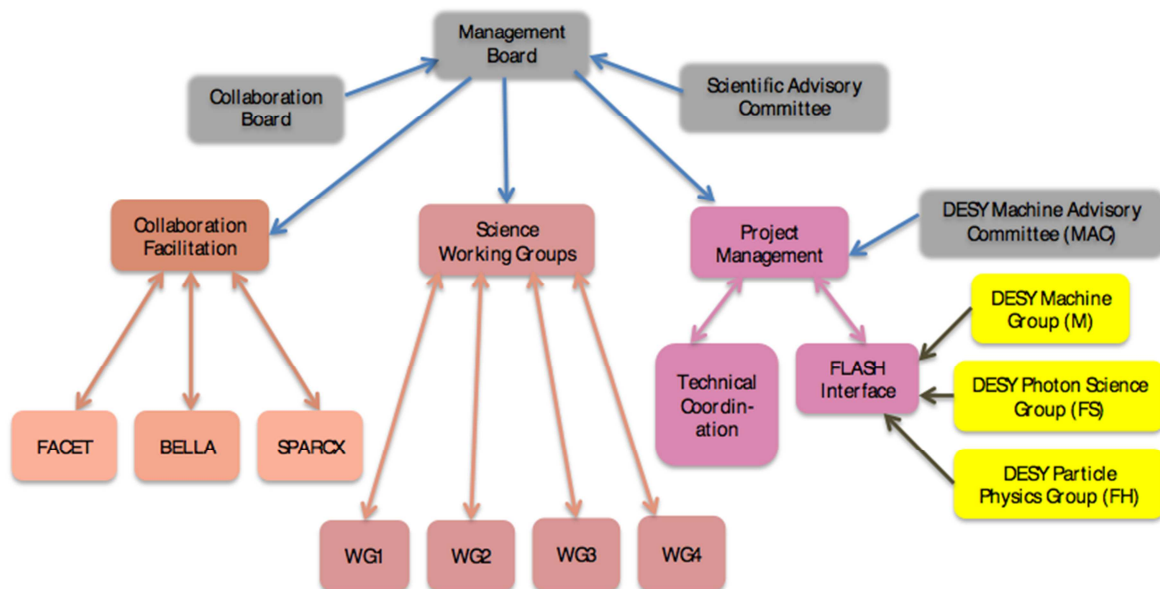 Management
Board
Collaboration
Board
Scientific Advisory
Committee
Collaboration
Facilitation
Science
Working Groups
Project
Management
DESY Machine Advisory
Committee (MAC)
DESY Machine
Group (M)
Technical
Coordin-
ation
FLASH
Interface
DESY Photon Science
Group (FS)
FACET
BELLA
SPARCX
DESY Particle
Physics Group (FH)
WG1
WG2
WG3
WG4